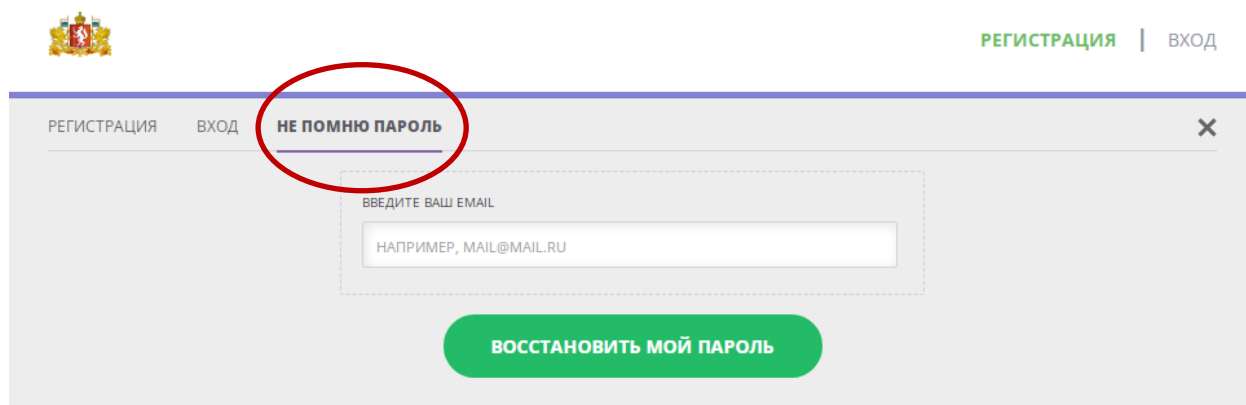 РЕГИСТРАЦИЯ | ВХОД
РЕГИСТРАЦИЯ ВХОД НЕ ПОМНЮ ПАРОЛЬ ×
ВВЕДИТЕ ВАШ EMAIL
НАПРИМЕР, MAIL@MAIL.RU
ВОССТАНОВИТЬ МОЙ ПАРОЛЬ